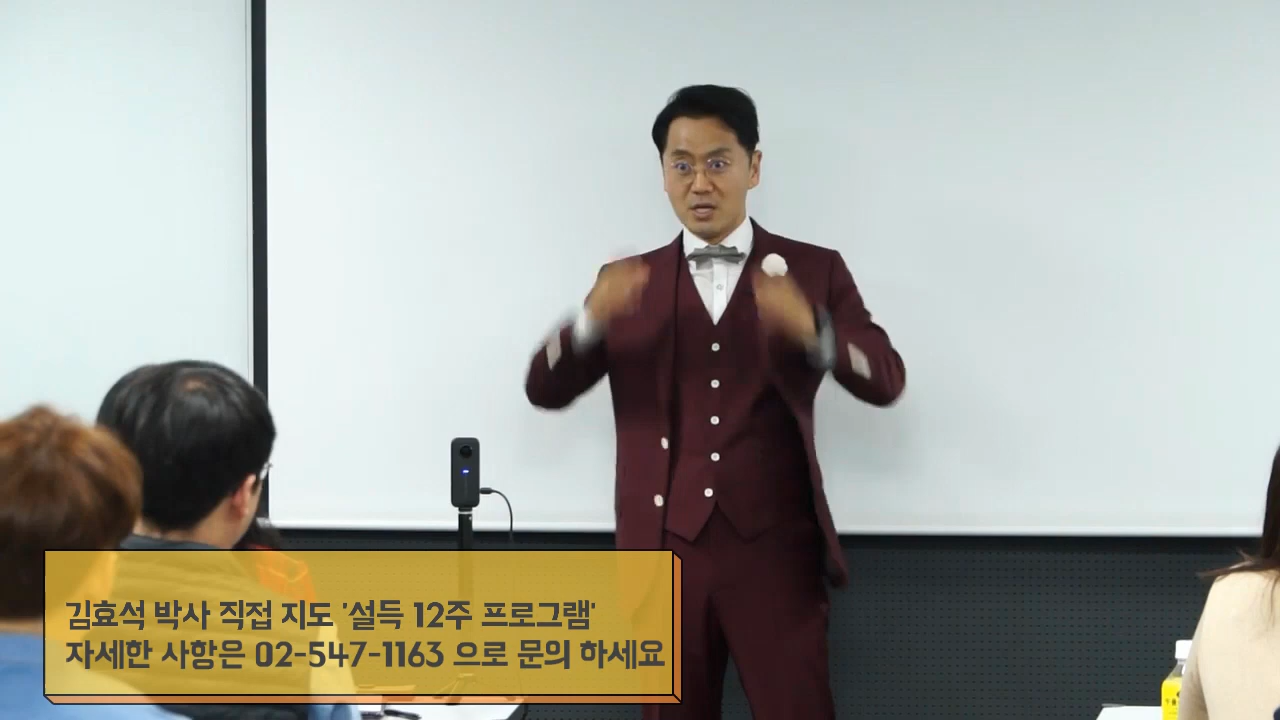 김효석 박사 직접 지도 '설득 12주 프로그램'
자세한 사항은 02-547-1163 으로 문의 하세요